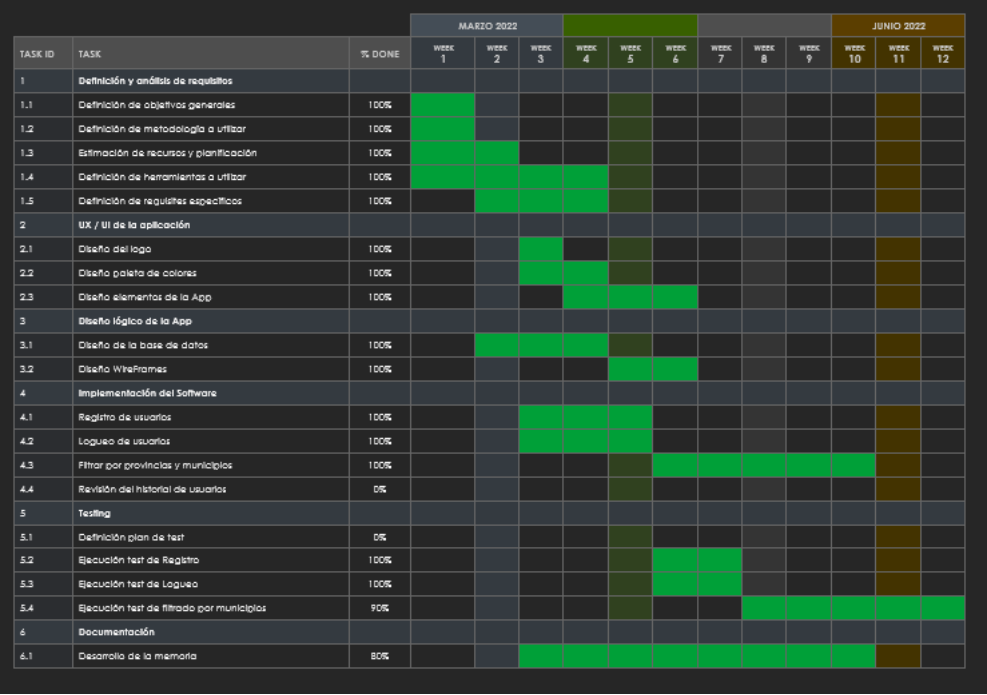 MARZO 2022 JUNIO 2022
TASK ID TASK % DONE WEEK 1 WEEK 2 WEEK 3 WEEK 4 WEEK 5 WEEK 6 WEEK 7 WEEK 8 WEEK 9 WEEK 10 WEEK 11 WEEK 12
1 Definición y análisis de requisitos
1.1 Definición de objetivos generales 100%
1.2 Definición de metodología a utilizar 100%
1.3 Estimación de recursos y planificación 100%
1.4 Definición de herramientas a utilizar 100%
1.5 Definición de requisites específicos 100%
2 UX / UI de la aplicación
2.1 Diseño del logo 100%
2.2 Diseño paleta de colores 100%
2.3 Diseño elementos de la App 100%
3 Diseño lógico de la App
3.1 Diseño de la base de datos 100%
3.2 Diseño WireFrames 100%
4 Implementación del Software
4.1 Registro de usuarios 100%
4.2 Logueo de usuarios 100%
4.3 Filtrar por provincias y municipios 100%
4.4 Revisión del historial de usuarios 0%
5 Testing
5.1 Definición plan de test 0%
5.2 Ejecución test de Registro 100%
5.3 Ejecución test de Logueo 100%
5.4 Ejecución test de filtrado por municipios 90%
6 Documentación
6.1 Desarrollo de la memoria 80%